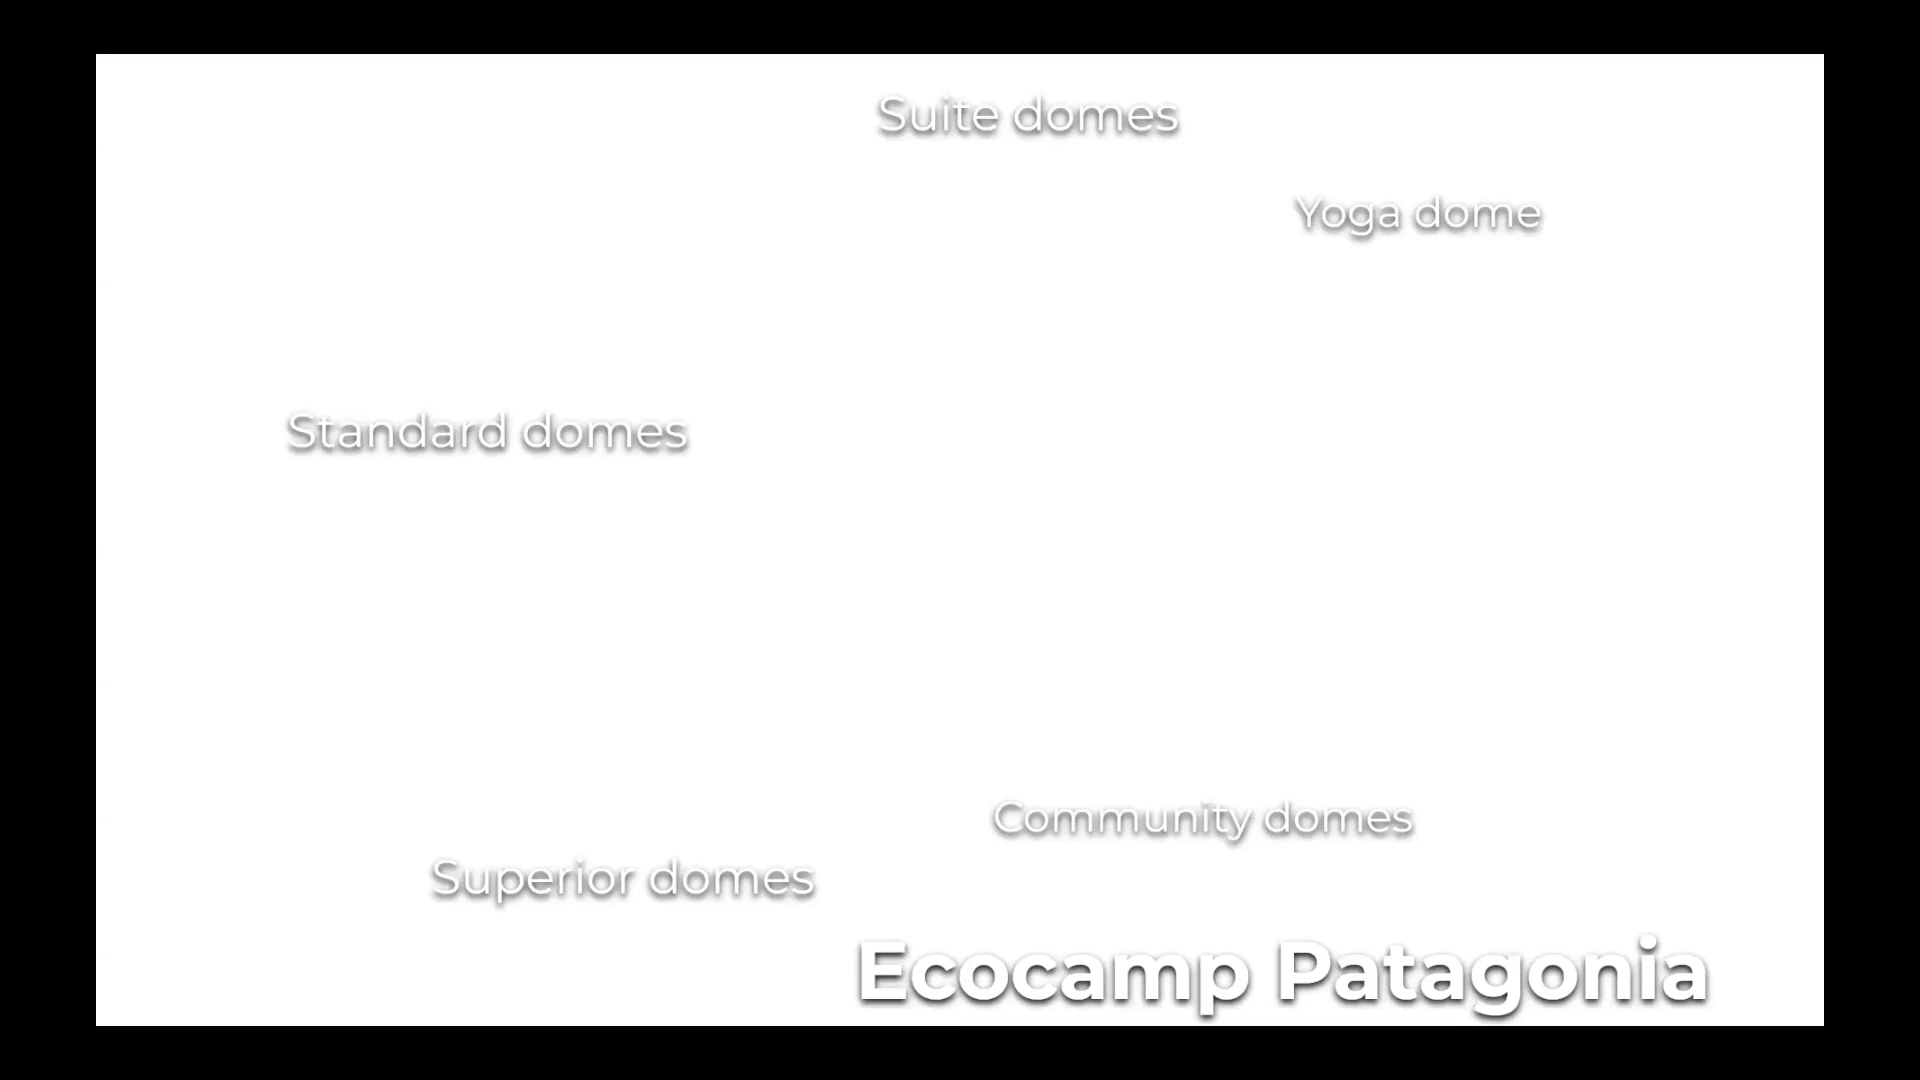 Suite domes
Yoga dome
Standard domes
Community domes
Superior domes
Ecocamp Patagonia